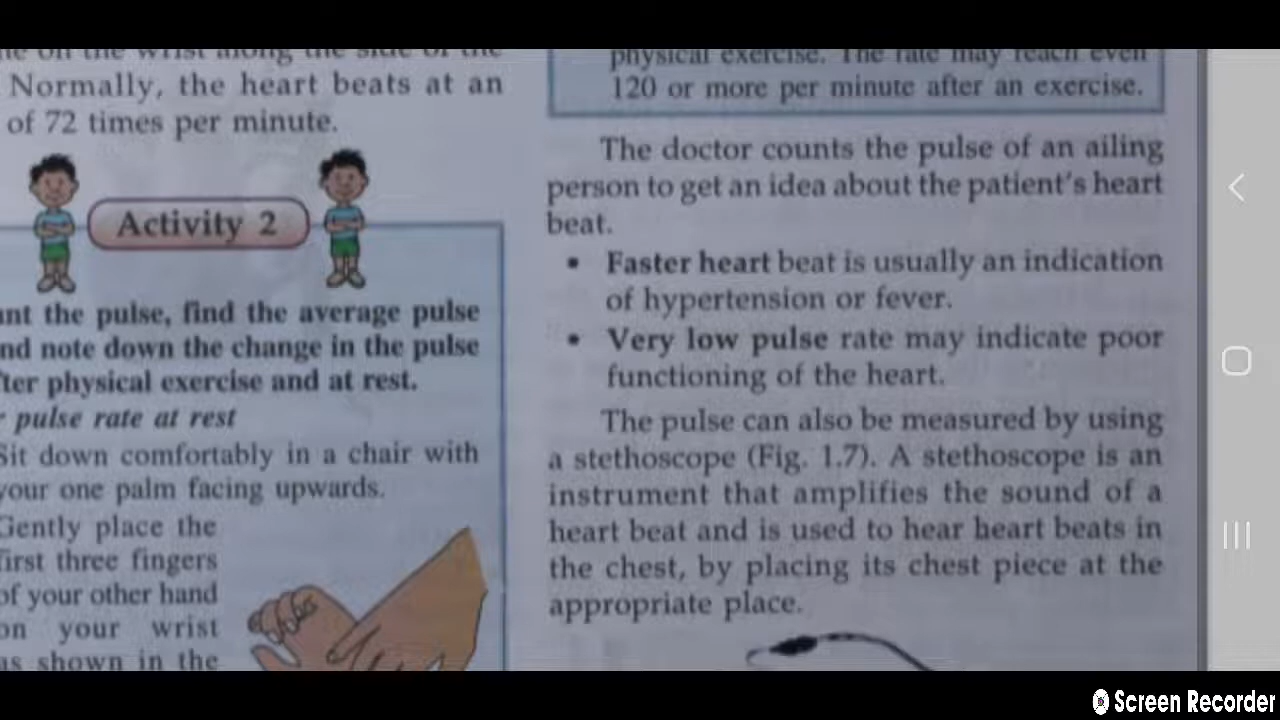 on the wrist along the side of the
Normally, the heart beats at an
of 72 times per minute.
Activity 2
the pulse, find the average pulse
note down the change in the pulse
physical exercise and at rest.
pulse rate at rest
Sit down comfortably in a chair with
your one palm facing upwards.
Gently place the
first three fingers
of your other hand
on your wrist
as shown in the
physical exercise. The rate may reach even
120 or more per minute after an exercise.
The doctor counts the pulse of an ailing
person to get an idea about the patient's heart
beat.
• Faster heart beat is usually an indication
of hypertension or fever.
• Very low pulse rate may indicate poor
functioning of the heart.
The pulse can also be measured by using
a stethoscope (Fig. 1.7). A stethoscope is an
instrument that amplifies the sound of a
heart beat and is used to hear heart beats in
the chest, by placing its chest piece at the
appropriate place.
Screen Recorder